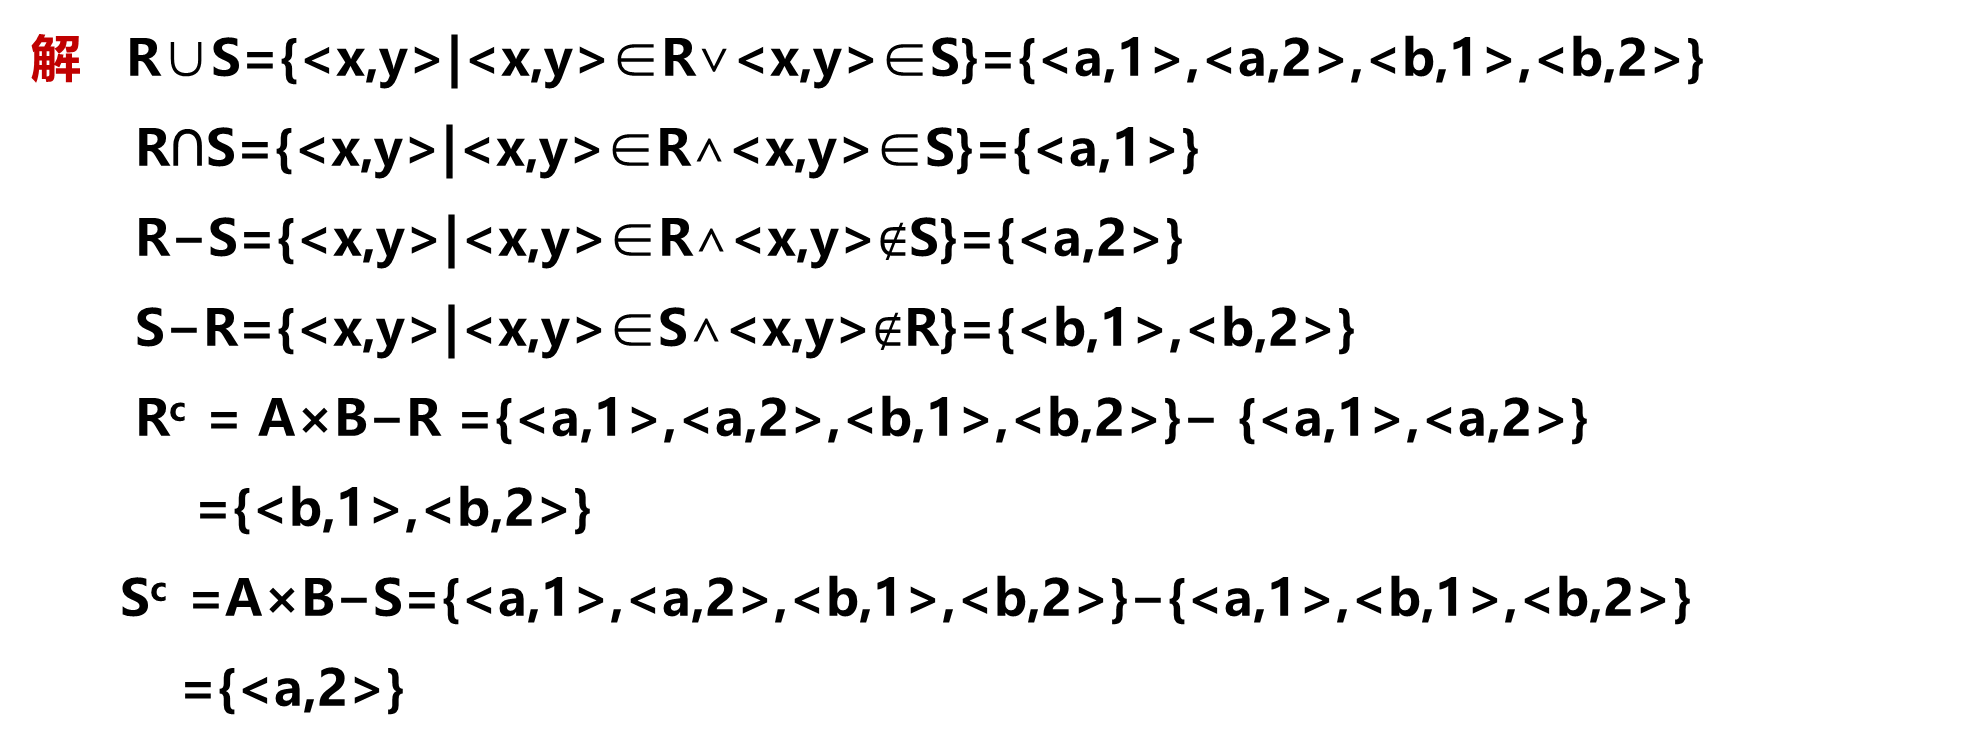 解 R∪S={<x,y>|<x,y>∈R∨<x,y>∈S}={<a,1>,<a,2>,<b,1>,<b,2>}
R∩S={<x,y>|<x,y>∈R∧<x,y>∈S}={<a,1>}
R−S={<x,y>|<x,y>∈R∧<x,y>∉S}={<a,2>}
S−R={<x,y>|<x,y>∈S∧<x,y>∉R}={<b,1>,<b,2>}
Rᶜ = A×B−R ={<a,1>,<a,2>,<b,1>,<b,2>}− {<a,1>,<a,2>}
={<b,1>,<b,2>}
Sᶜ =A×B−S={<a,1>,<a,2>,<b,1>,<b,2>}−{<a,1>,<b,1>,<b,2>}
={<a,2>}